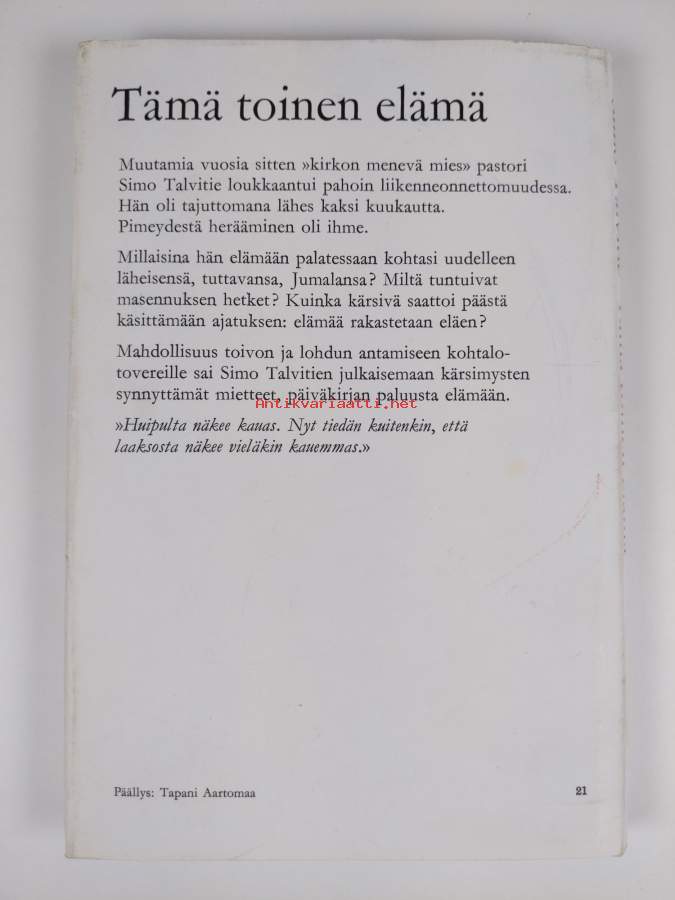 Tämä toinen elämä
Muutamia vuosia sitten »kirkon menevä mies» pastori
Simo Talvitie loukkaantui pahoin liikenneonnettomuudessa.
Hän oli tajuttomana lähes kaksi kuukautta.
Pimeydestä herääminen oli ihme.
Millaisina hän elämään palatessaan kohtasi uudelleen
läheisensä, tuttavansa, Jumalansa? Miltä tuntuivat
masennuksen hetket? Kuinka kärsivä saattoi päästä
käsittämään ajatuksen: elämää rakastetaan eläen?
Mahdollisuus toivon ja lohdun antamiseen kohtalo-
tovereille sai Simo Talvitien julkaisemaan kärsimysten
synnyttämät mietteet, päiväkirjan paluusta elämään.
antikvariaatti.net
»Huipulta näkee kauas. Nyt tiedän kuitenkin, että
laaksosta näkee vieläkin kauemmas.»
Päällys: Tapani Aartomaa
21